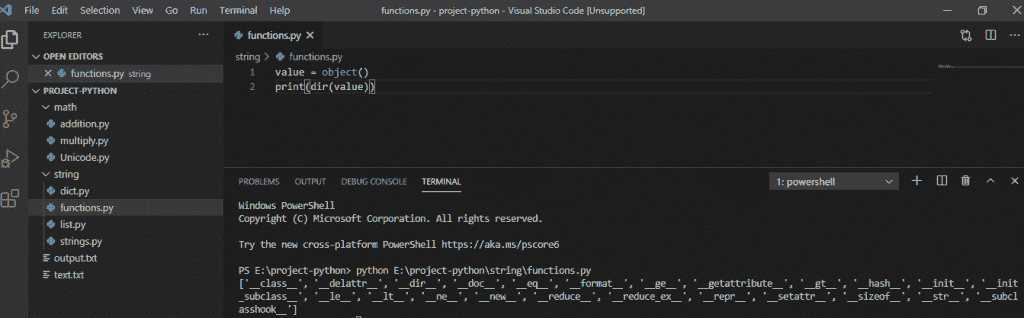 File Edit Selection View Go Run Terminal Help functions.py - project-python - Visual Studio Code [Unsupported]
EXPLORER
OPEN EDITORS
functions.py string
PROJECT-PYTHON
math
addition.py
multiply.py
Unicode.py
string
dict.py
functions.py
list.py
strings.py
output.txt
text.txt
functions.py
string > functions.py
1 value = object()
2 print(dir(value))
PROBLEMS OUTPUT DEBUG CONSOLE TERMINAL 1: powershell
Windows PowerShell
Copyright (C) Microsoft Corporation. All rights reserved.
Try the new cross-platform PowerShell https://aka.ms/pscore6
PS E:\project-python> python E:\project-python\string\functions.py
['__class__', '__delattr__', '__dir__', '__doc__', '__eq__', '__format__', '__ge__', '__getattribute__', '__gt__', '__hash__', '__init__', '__init
_subclass__', '__le__', '__lt__', '__ne__', '__new__', '__reduce__', '__reduce_ex__', '__repr__', '__setattr__', '__sizeof__', '__str__', '__subcl
asshook__']